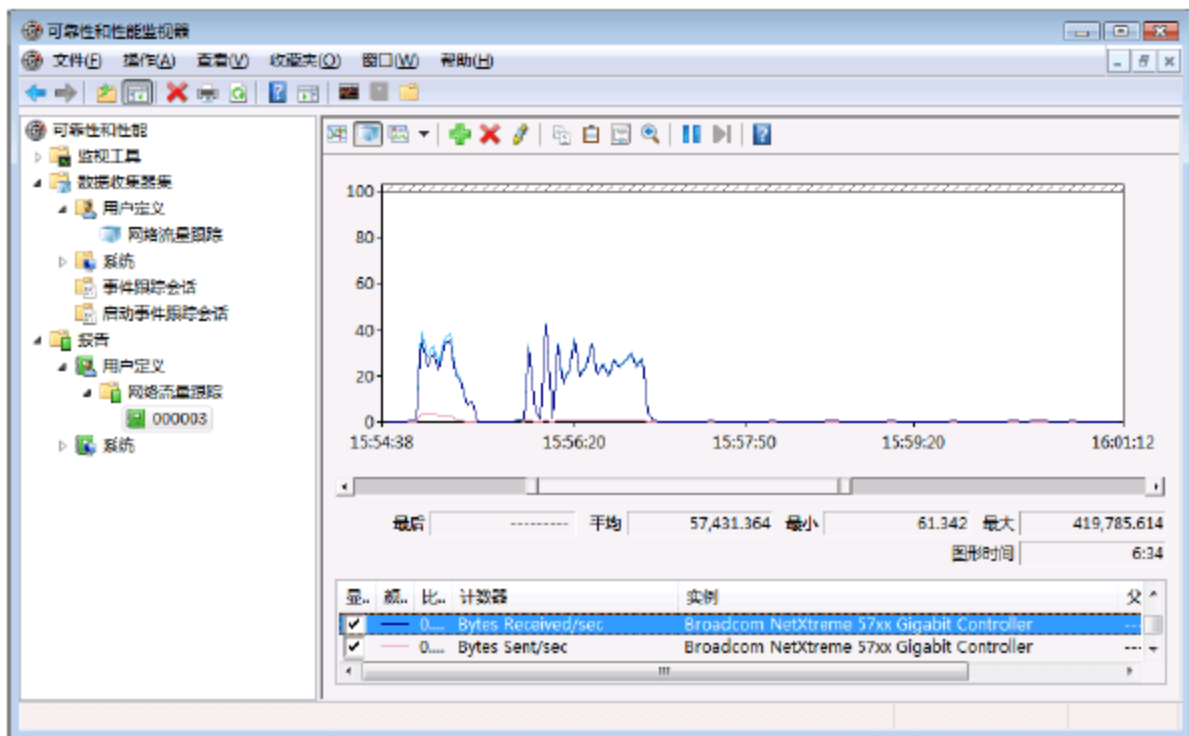 可靠性和性能监视器
文件(F) 操作(A) 查看(V) 收藏夹(O) 窗口(W) 帮助(H)
可靠性和性能
监视工具
数据收集器集
用户定义
网络流量跟踪
系统
事件跟踪会话
启动事件跟踪会话
报告
用户定义
网络流量跟踪
000003
系统
100
80
60
40
20
0
15:54:38 15:56:20 15:57:50 15:59:20 16:01:12
最后 --------- 平均 57,431.364 最小 61.342 最大 419,785.614
图形时间 6:34
显... 颜... 比... 计数器 实例 父
0.... Bytes Received/sec Broadcom NetXtreme 57xx Gigabit Controller ---
0.... Bytes Sent/sec Broadcom NetXtreme 57xx Gigabit Controller ---